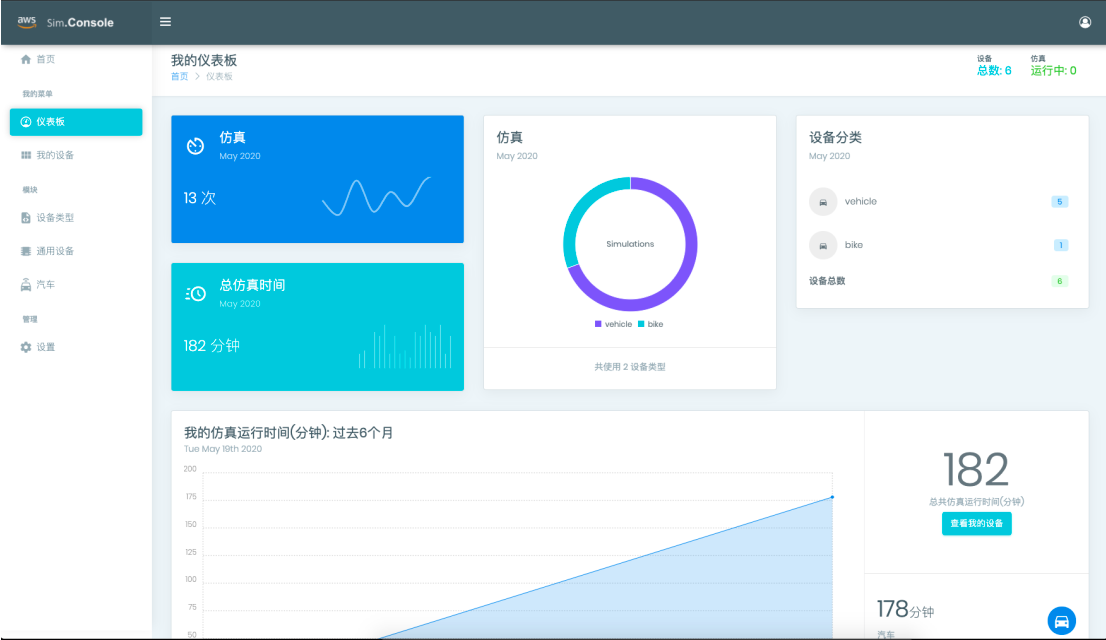 aws Sim.Console
首页
我的菜单
仪表板
我的设备
模块
设备类型
通用设备
汽车
管理
设置
我的仪表板
首页 > 仪表板
设备
总数: 6
仿真
运行中: 0
仿真
May 2020
13 次
总仿真时间
May 2020
182 分钟
仿真
May 2020
Simulations
vehicle bike
共使用 2 设备类型
设备分类
May 2020
vehicle 5
bike 1
设备总数 6
我的仿真运行时间(分钟): 过去6个月
Tue May 19th 2020
200
175
150
125
100
75
50
182
总共仿真运行时间(分钟)
查看我的设备
178分钟
汽车